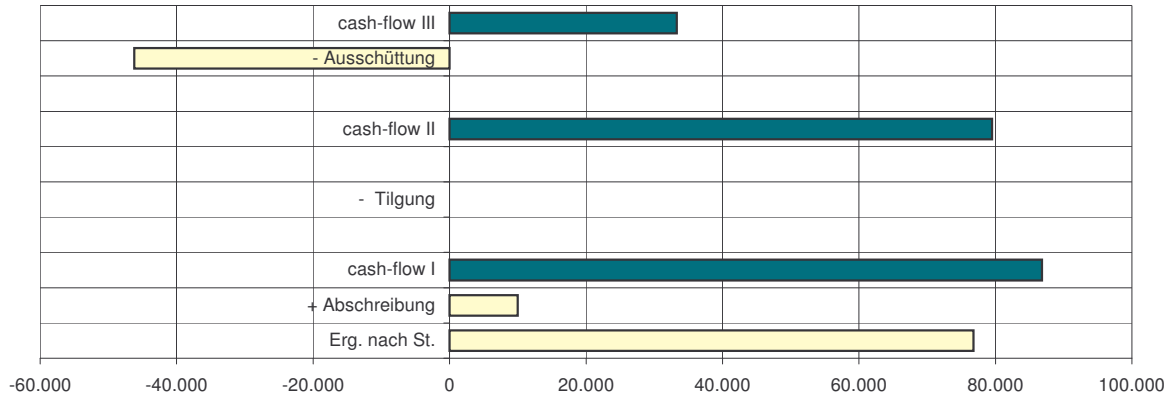 cash-flow III
- Ausschüttung
cash-flow II
- Tilgung
cash-flow I
+ Abschreibung
Erg. nach St.
-60.000 -40.000 -20.000 0 20.000 40.000 60.000 80.000 100.000